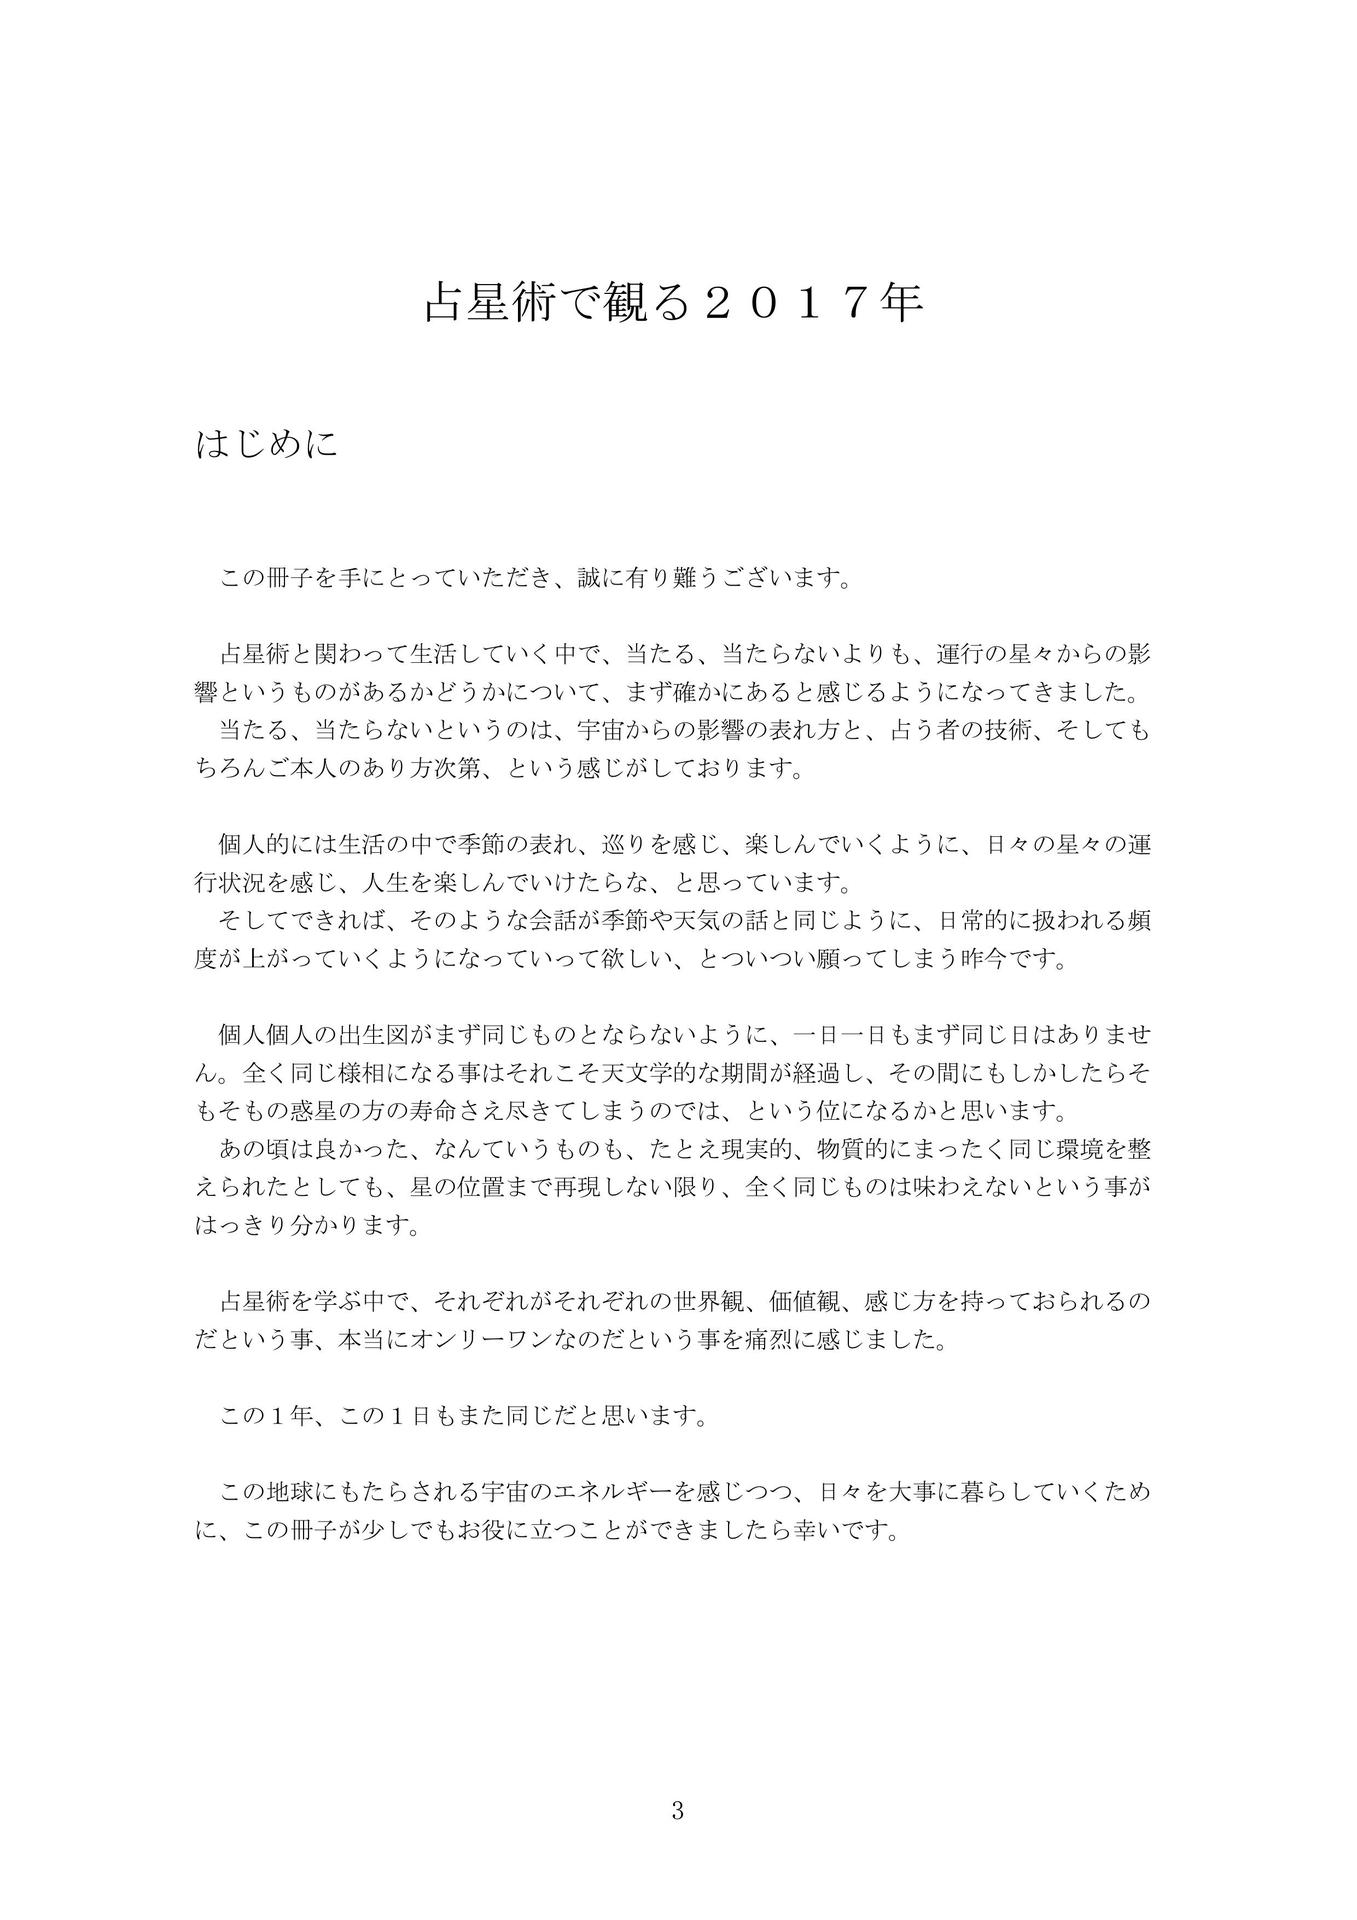 占星術で観る２０１７年
はじめに
　この冊子を手にとっていただき、誠に有り難うございます。
　占星術と関わって生活していく中で、当たる、当たらないよりも、運行の星々からの影
響というものがあるかどうかについて、まず確かにあると感じるようになってきました。
　当たる、当たらないというのは、宇宙からの影響の表れ方と、占う者の技術、そしても
ちろんご本人のあり方次第、という感じがしております。
　個人的には生活の中で季節の表れ、巡りを感じ、楽しんでいくように、日々の星々の運
行状況を感じ、人生を楽しんでいけたらな、と思っています。
　そしてできれば、そのような会話が季節や天気の話と同じように、日常的に扱われる頻
度が上がっていくようになっていって欲しい、とついつい願ってしまう昨今です。
　個人個人の出生図がまず同じものとならないように、一日一日もまず同じ日はありませ
ん。全く同じ様相になる事はそれこそ天文学的な期間が経過し、その間にもしかしたらそ
もそもの惑星の方の寿命さえ尽きてしまうのでは、という位になるかと思います。
　あの頃は良かった、なんていうものも、たとえ現実的、物質的にまったく同じ環境を整
えられたとしても、星の位置まで再現しない限り、全く同じものは味わえないという事が
はっきり分かります。
　占星術を学ぶ中で、それぞれがそれぞれの世界観、価値観、感じ方を持っておられるの
だという事、本当にオンリーワンなのだという事を痛烈に感じました。
　この１年、この１日もまた同じだと思います。
　この地球にもたらされる宇宙のエネルギーを感じつつ、日々を大事に暮らしていくため
に、この冊子が少しでもお役に立つことができましたら幸いです。
3